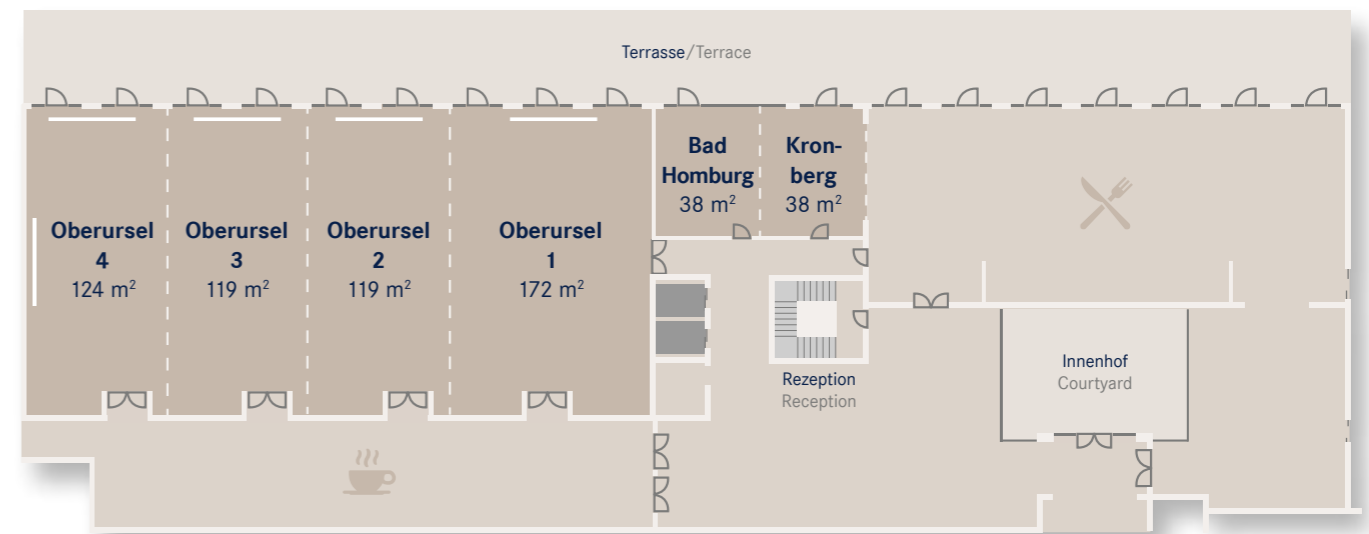 Terrasse/Terrace
Bad
Homburg
38 m²
Kron-
berg
38 m²
Oberursel
4
124 m²
Oberursel
3
119 m²
Oberursel
2
119 m²
Oberursel
1
172 m²
Rezeption
Reception
Innenhof
Courtyard